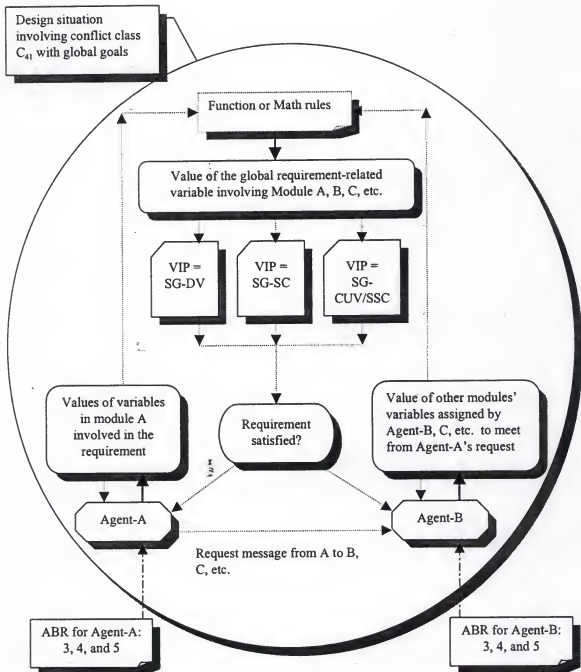 Design situation
involving conflict class
C₄₁ with global goals
Function or Math rules
Value of the global requirement-related
variable involving Module A, B, C, etc.
VIP =
SG-DV
VIP =
SG-SC
VIP =
SG-
CUV/SSC
Values of variables
in module A
involved in the
requirement
Requirement
satisfied?
Value of other modules'
variables assigned by
Agent-B, C, etc. to meet
from Agent-A's request
Agent-A
Agent-B
Request message from A to B,
C, etc.
ABR for Agent-A:
3, 4, and 5
ABR for Agent-B:
3, 4, and 5